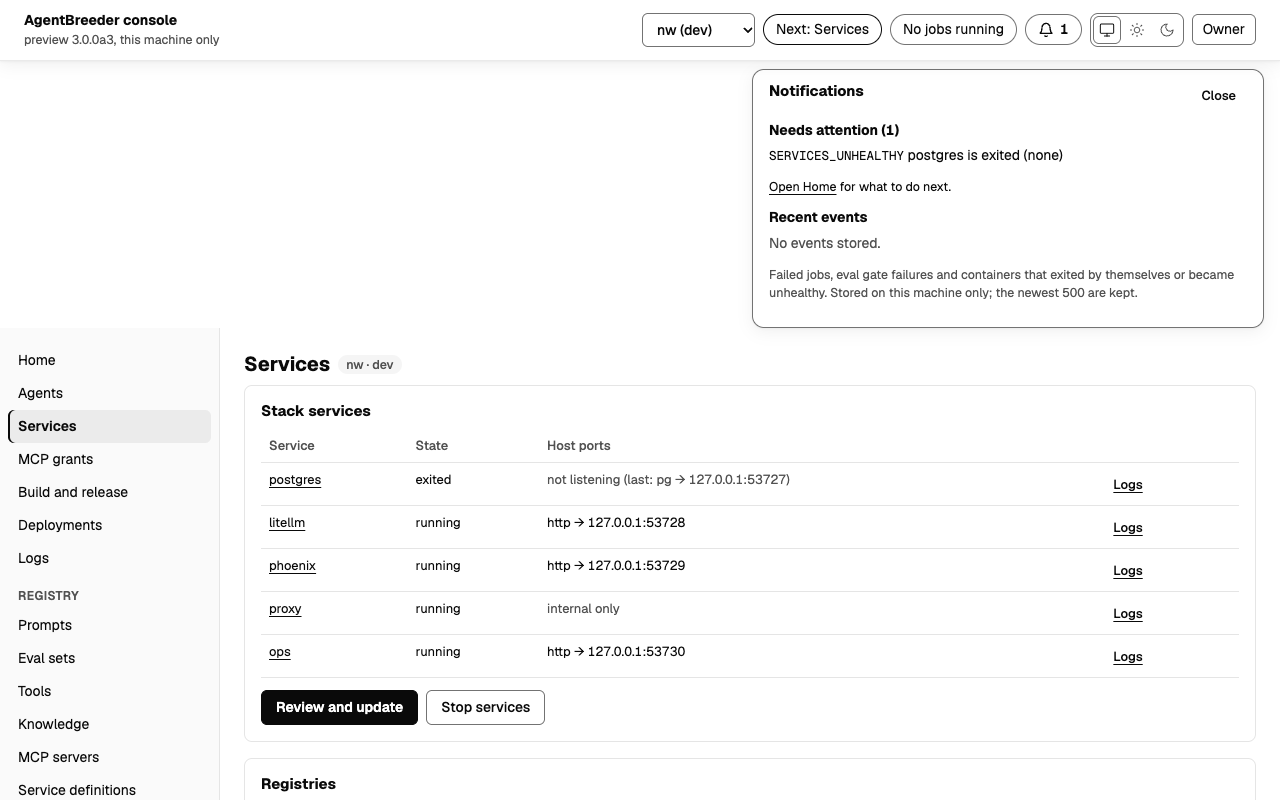 AgentBreeder console
preview 3.0.0a3, this machine only
nw (dev)
Next: Services
No jobs running
1
Owner
Notifications
Close
Needs attention (1)
SERVICES_UNHEALTHY postgres is exited (none)
Open Home for what to do next.
Recent events
No events stored.
Failed jobs, eval gate failures and containers that exited by themselves or became
unhealthy. Stored on this machine only; the newest 500 are kept.
Home
Agents
Services
MCP grants
Build and release
Deployments
Logs
REGISTRY
Prompts
Eval sets
Tools
Knowledge
MCP servers
Service definitions
Services nw · dev
Stack services
Service State Host ports
postgres exited not listening (last: pg → 127.0.0.1:53727) Logs
litellm running http → 127.0.0.1:53728 Logs
phoenix running http → 127.0.0.1:53729 Logs
proxy running internal only Logs
ops running http → 127.0.0.1:53730 Logs
Review and update
Stop services
Registries